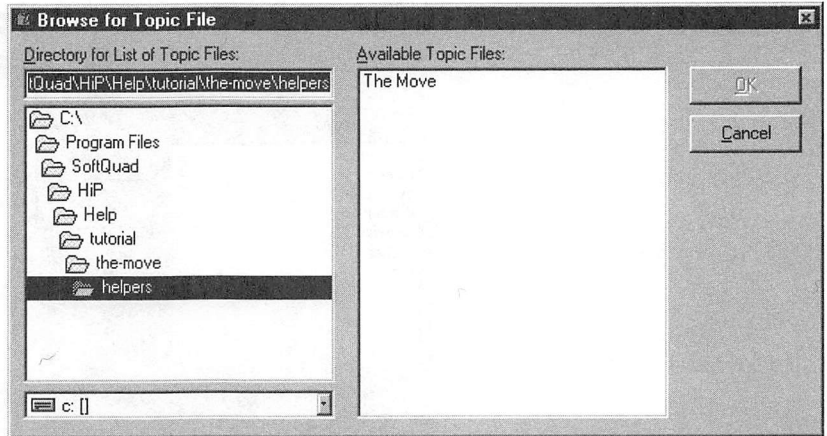 Browse for Topic File
Directory for List of Topic Files:
tQuad\HiP\Help\tutorial\the-move\helpers
C:\
Program Files
SoftQuad
HiP
Help
tutorial
the-move
helpers
c: []
Available Topic Files:
The Move
OK
Cancel